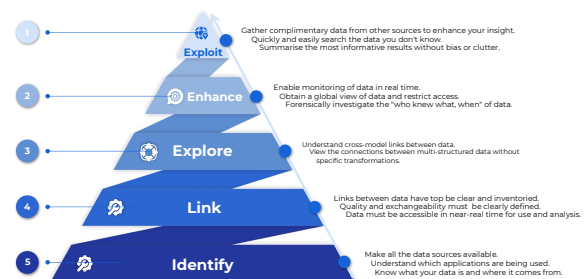 1
Exploit
Gather complimentary data from other sources to enhance your insight.
Quickly and easily search the data you don't know.
Summarise the most informative results without bias or clutter.
2
Enhance
Enable monitoring of data in real time.
Obtain a global view of data and restrict access.
Forensically investigate the "who knew what, when" of data.
3
Explore
Understand cross-model links between data.
View the connections between multi-structured data without
specific transformations.
4
Link
Links between data have top be clear and inventoried.
Quality and exchangeability must be clearly defined.
Data must be accessible in near-real time for use and analysis.
5
Identify
Make all the data sources available.
Understand which applications are being used.
Know what your data is and where it comes from.